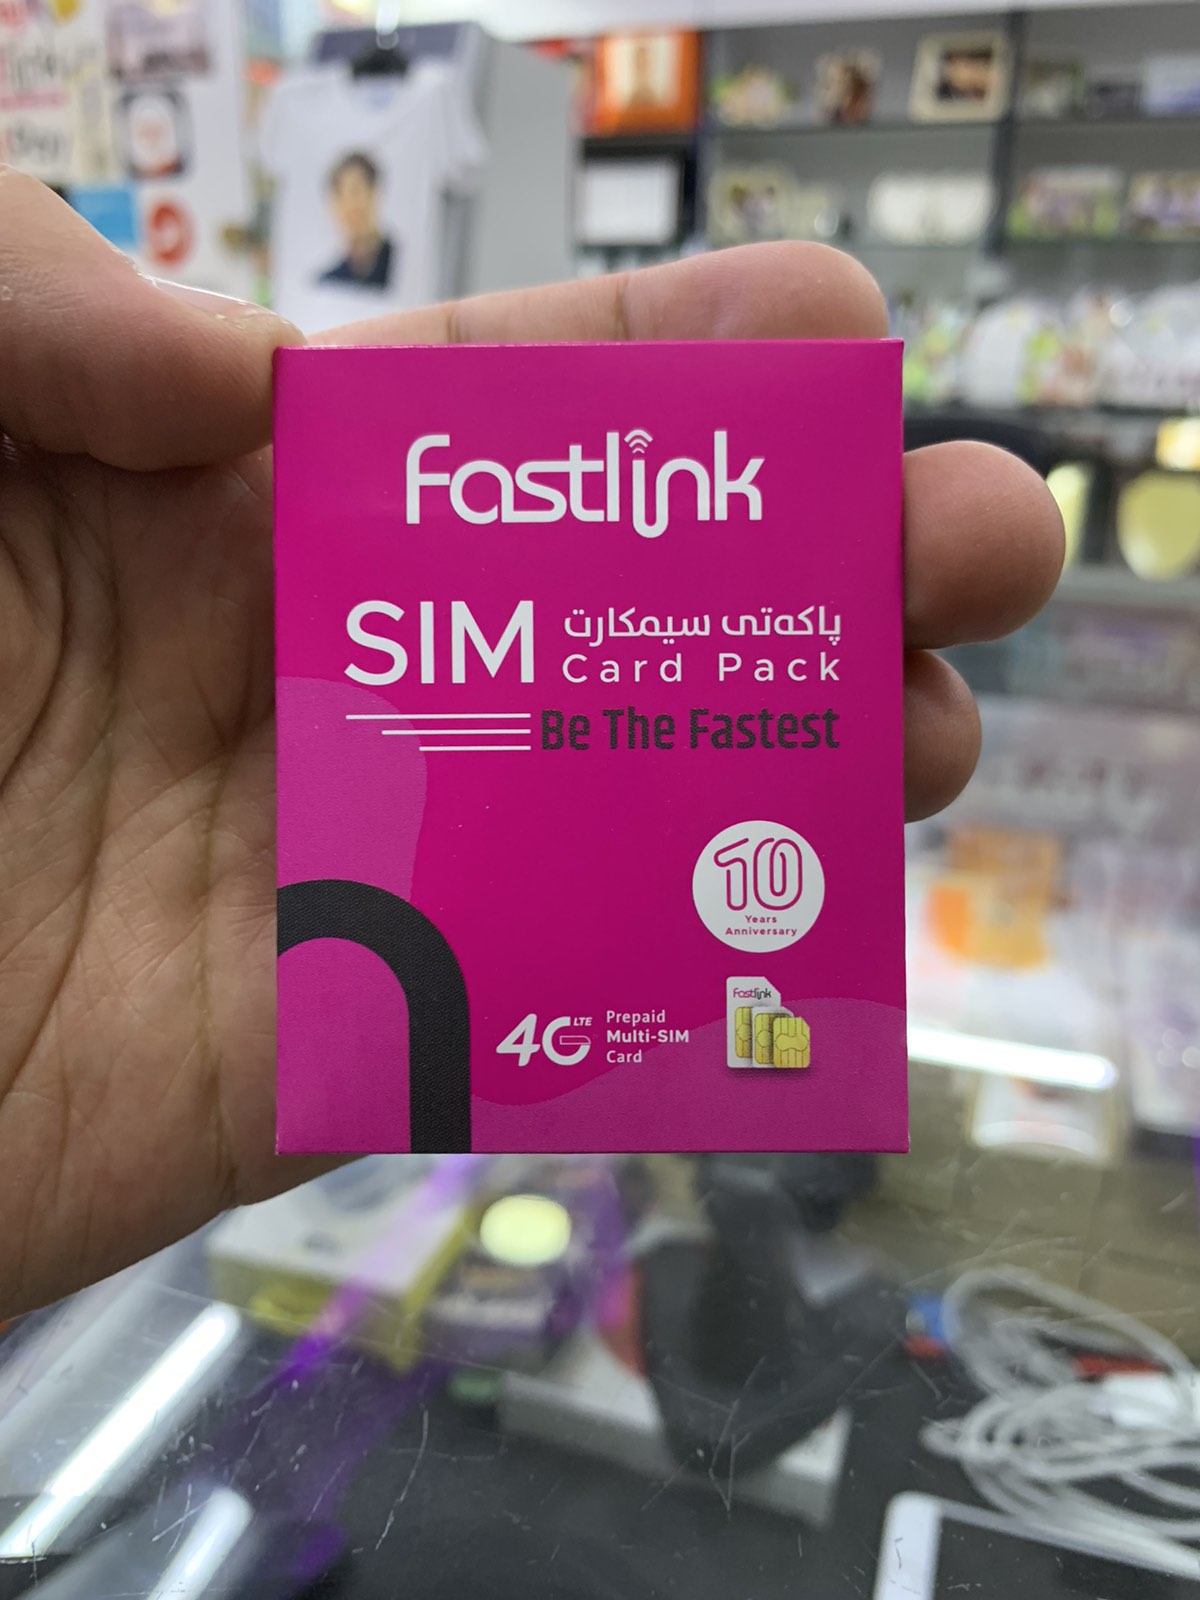 Fastlink
SIM
پاکەتی سیمکارت
Card Pack
Be The Fastest
10
Years
Anniversary
4G LTE
Prepaid
Multi-SIM
Card
Fastlink